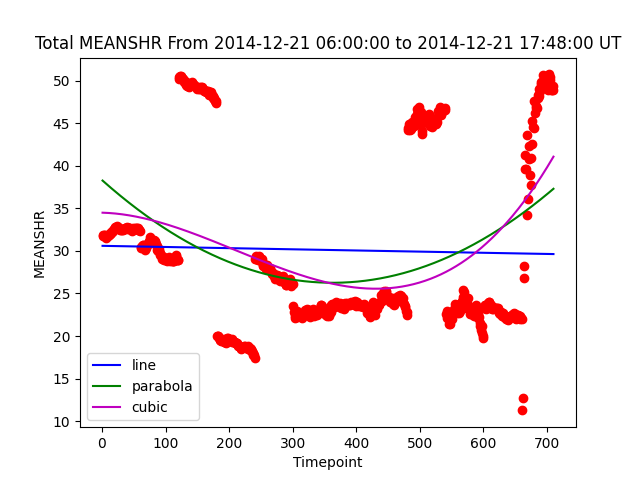 Total MEANSHR From 2014-12-21 06:00:00 to 2014-12-21 17:48:00 UT
50
45
40
35
30
25
20
15
10
MEANSHR
line
parabola
cubic
0 100 200 300 400 500 600 700
Timepoint